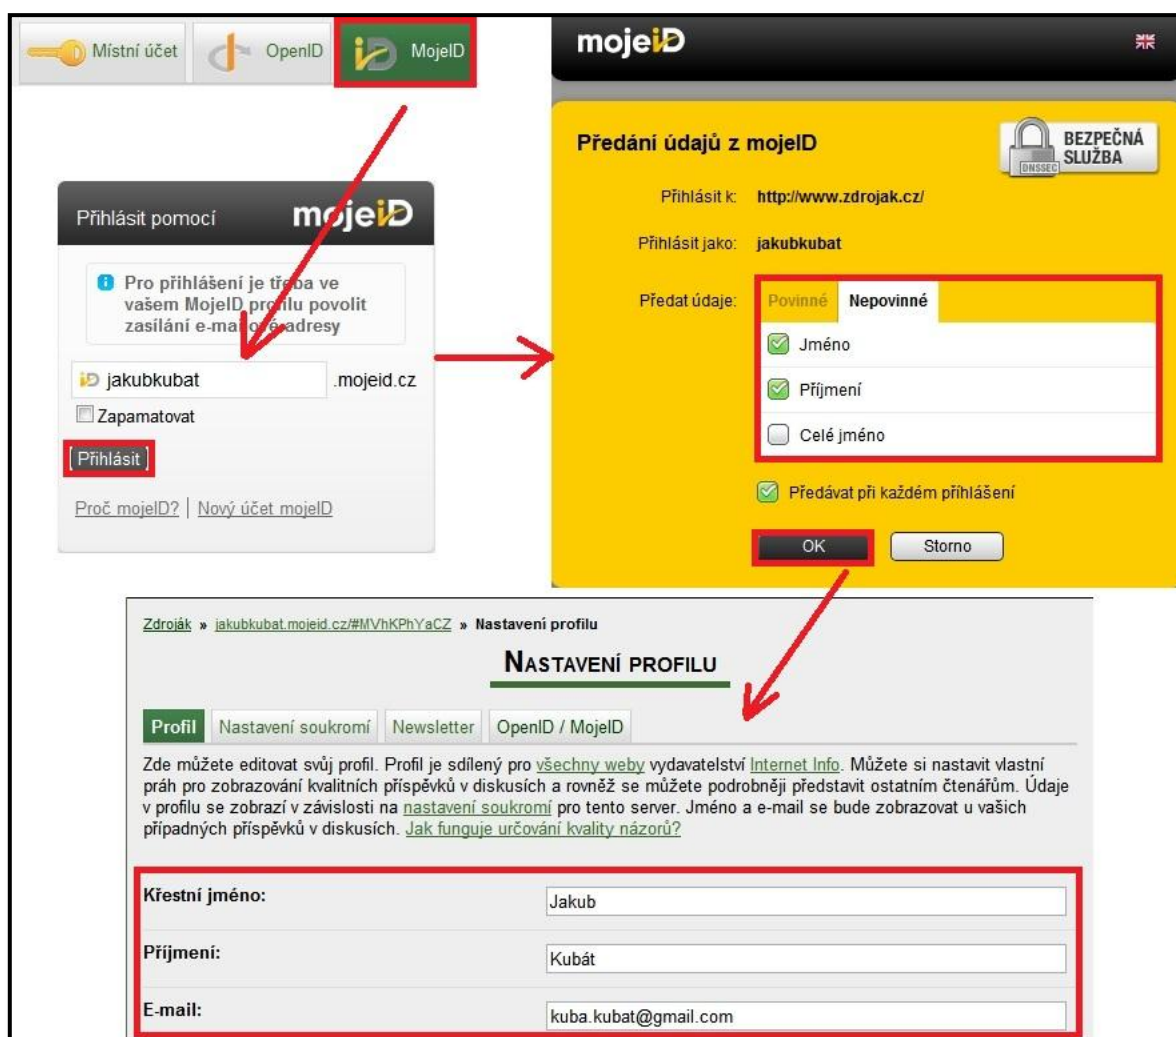 Místní účet
OpenID
MojeID
Přihlásit pomocí mojeiD
Pro přihlášení je třeba ve
vašem MojeID profilu povolit
zasílání e-mailové adresy
jakubkubat .mojeid.cz
Zapamatovat
Přihlásit
Proč mojeID? | Nový účet mojeID
mojeiD
Předání údajů z mojeID
BEZPEČNÁ
SLUŽBA
DNSSEC
Přihlásit k: http://www.zdrojak.cz/
Přihlásit jako: jakubkubat
Předat údaje: Povinné Nepovinné
Jméno
Příjmení
Celé jméno
Předávat při každém příhlášení
OK Storno
Zdroják » jakubkubat.mojeid.cz/#MVhKPhYaCZ » Nastavení profilu
NASTAVENÍ PROFILU
Profil Nastavení soukromí Newsletter OpenID / MojeID
Zde můžete editovat svůj profil. Profil je sdílený pro všechny weby vydavatelství Internet Info. Můžete si nastavit vlastní
práh pro zobrazování kvalitních příspěvků v diskusích a rovněž se můžete podrobněji představit ostatním čtenářům. Údaje
v profilu se zobrazí v závislosti na nastavení soukromí pro tento server. Jméno a e-mail se bude zobrazovat u vašich
případných příspěvků v diskusích. Jak funguje určování kvality názorů?
Křestní jméno: Jakub
Příjmení: Kubát
E-mail: kuba.kubat@gmail.com